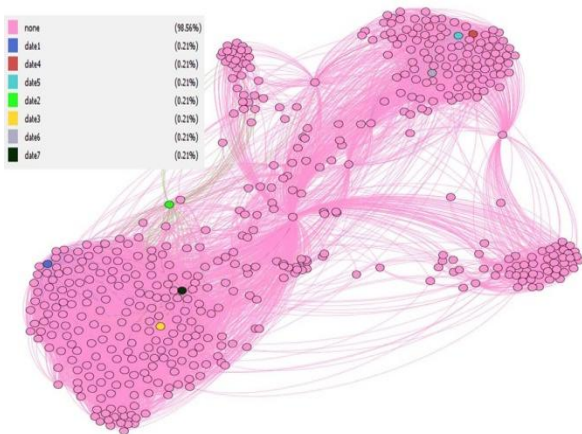 none (98.56%)
date1 (0.21%)
date4 (0.21%)
date5 (0.21%)
date2 (0.21%)
date3 (0.21%)
date6 (0.21%)
date7 (0.21%)